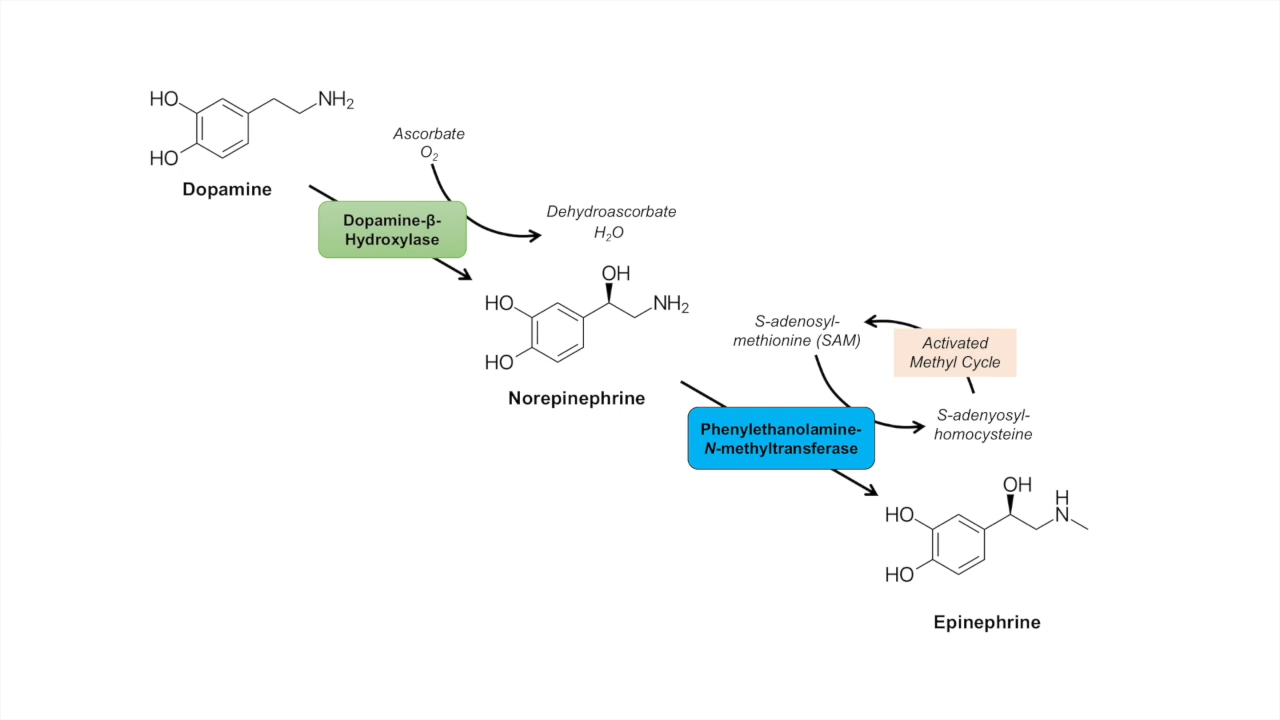 HO
NH₂
HO
Dopamine
Ascorbate
O₂
Dopamine-β-
Hydroxylase
Dehydroascorbate
H₂O
OH
HO
NH₂
HO
Norepinephrine
S-adenosyl-
methionine (SAM)
Activated
Methyl Cycle
S-adenyosyl-
homocysteine
Phenylethanolamine-
N-methyltransferase
OH
H
N
HO
HO
Epinephrine